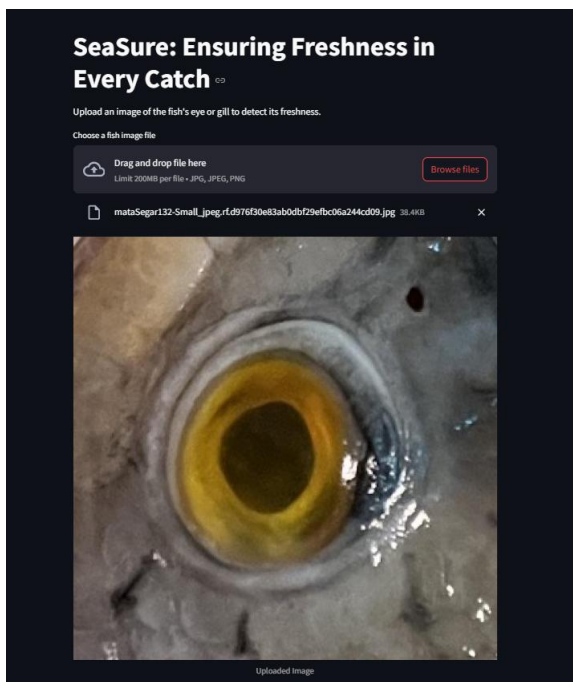 SeaSure: Ensuring Freshness in
Every Catch
Upload an image of the fish's eye or gill to detect its freshness.
Choose a fish image file
Drag and drop file here
Limit 200MB per file • JPG, JPEG, PNG
Browse files
mataSegar132-Small_jpeg.rf.d976f30e83ab0dbf29efbc06a244cd09.jpg 38.4KB
Uploaded Image